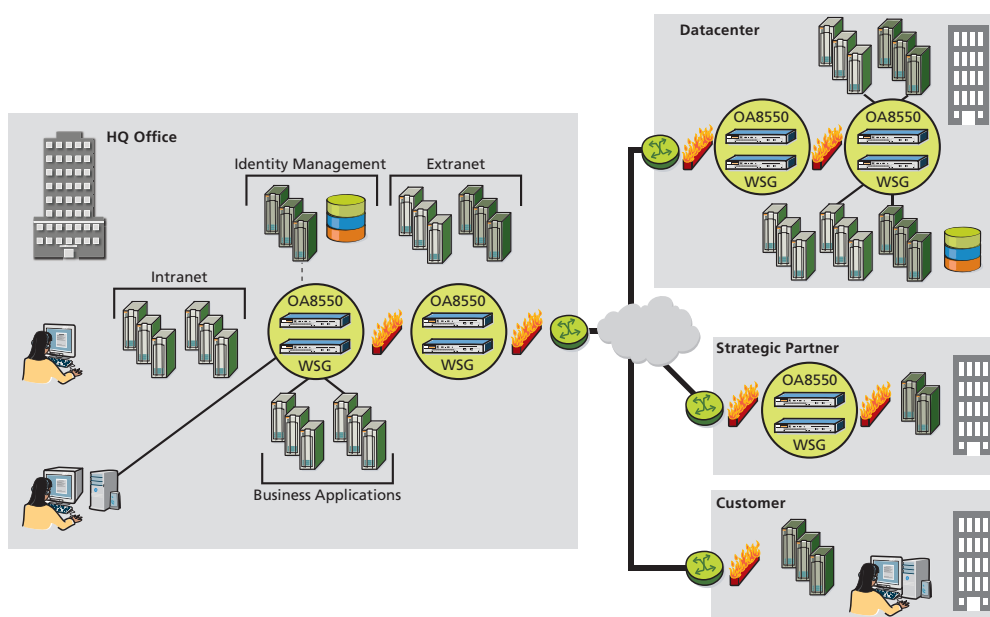 HQ Office
Identity Management
Extranet
Intranet
OA8550
WSG
OA8550
WSG
Business Applications
Datacenter
OA8550
WSG
OA8550
WSG
Strategic Partner
OA8550
WSG
Customer